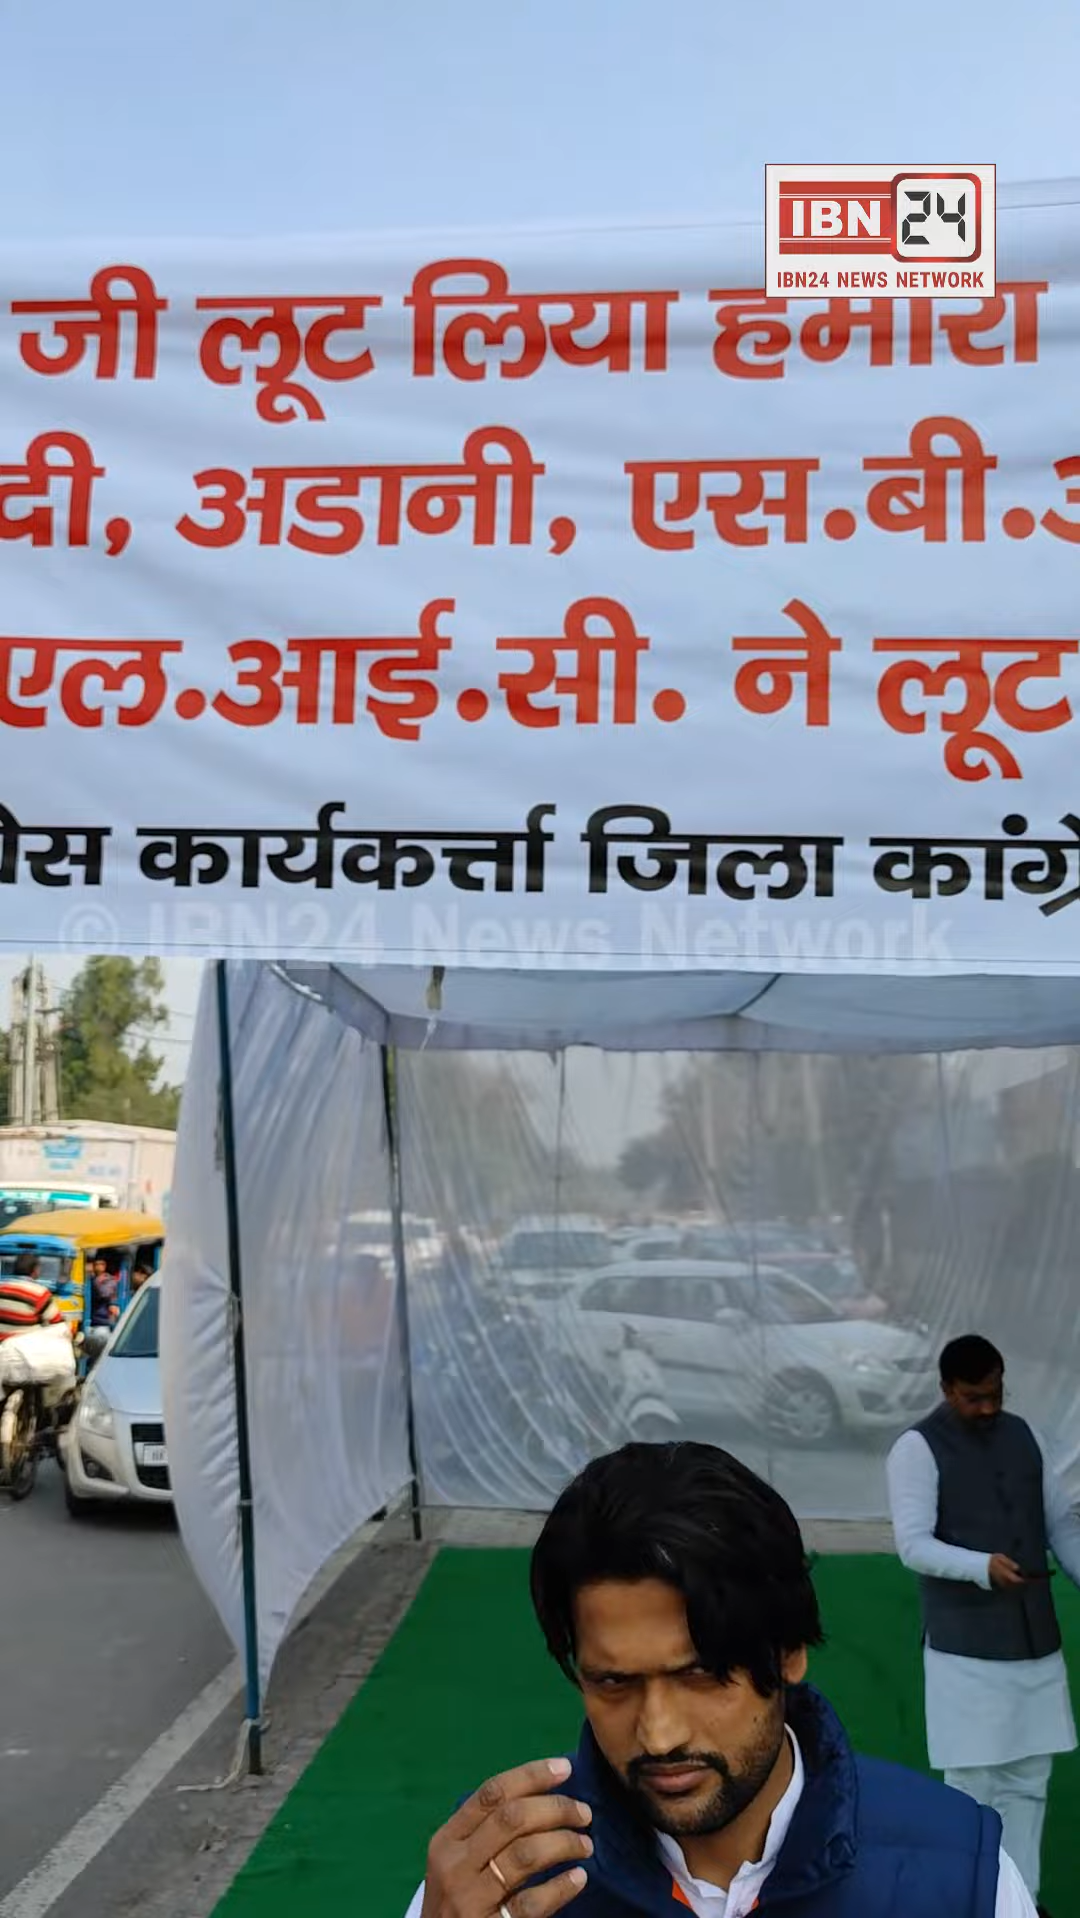 IBN 24
IBN24 NEWS NETWORK
जी लूट लिया हमारा
दी, अडानी, एस.बी.
एल.आई.सी. ने लूट
कार्यकर्त्ता जिला कांग्रे
© IBN24 News Network